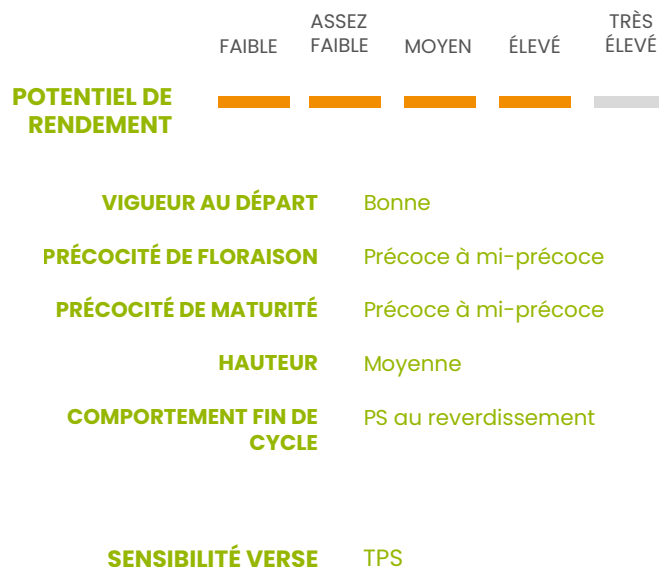 FAIBLE
ASSEZ
FAIBLE
MOYEN
ÉLEVÉ
TRÈS
ÉLEVÉ
POTENTIEL DE
RENDEMENT
VIGUEUR AU DÉPART Bonne
PRÉCOCITÉ DE FLORAISON Précoce à mi-précoce
PRÉCOCITÉ DE MATURITÉ Précoce à mi-précoce
HAUTEUR Moyenne
COMPORTEMENT FIN DE PS au reverdissement
CYCLE
SENSIBILITÉ VERSE TPS